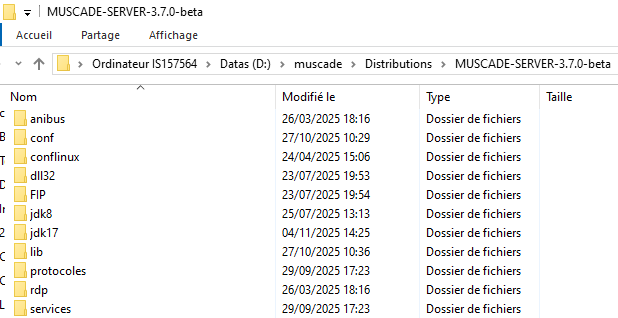 MUSCADE-SERVER-3.7.0-beta
Accueil Partage Affichage
Ordinateur IS157564 > Datas (D:) > muscade > Distributions > MUSCADE-SERVER-3.7.0-beta
Nom Modifié le Type Taille
anibus 26/03/2025 18:16 Dossier de fichiers
conf 27/10/2025 10:29 Dossier de fichiers
conflinux 24/04/2025 15:06 Dossier de fichiers
dll32 23/07/2025 19:53 Dossier de fichiers
FIP 23/07/2025 19:54 Dossier de fichiers
jdk8 25/07/2025 13:13 Dossier de fichiers
jdk17 04/11/2025 14:25 Dossier de fichiers
lib 27/10/2025 10:36 Dossier de fichiers
protocoles 29/09/2025 17:23 Dossier de fichiers
rdp 26/03/2025 18:16 Dossier de fichiers
services 29/09/2025 17:23 Dossier de fichiers